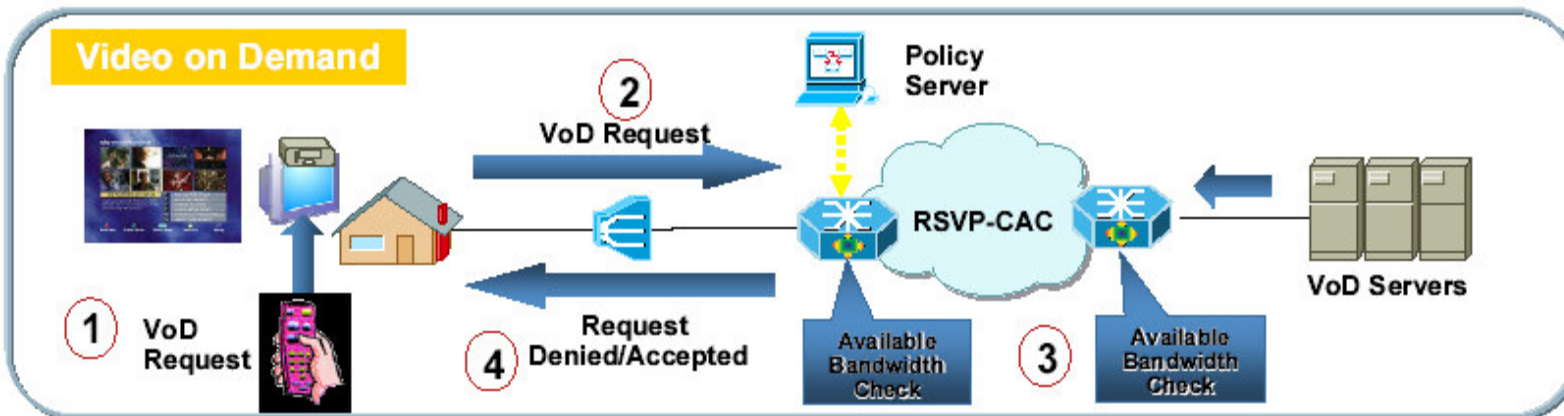 Video on Demand
2
VoD Request
Policy
Server
RSVP-CAC
VoD Servers
1
VoD
Request
4
Request
Denied/Accepted
Available
Bandwidth
Check
3
Available
Bandwidth
Check